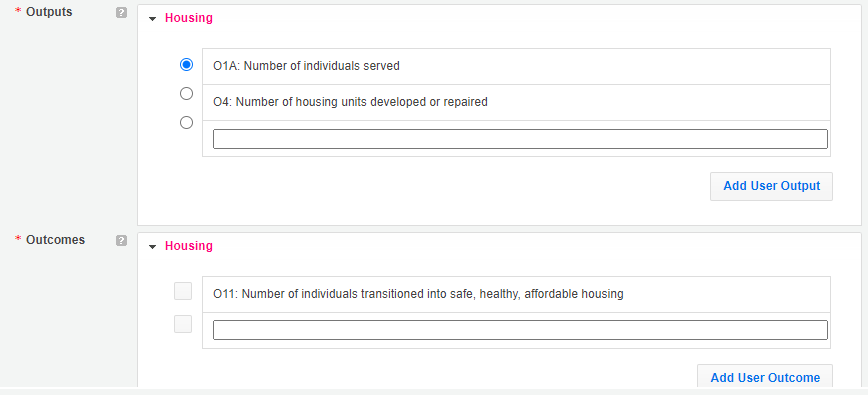 * Outputs ?
Housing
O1A: Number of individuals served
O4: Number of housing units developed or repaired
Add User Output
* Outcomes ?
Housing
O11: Number of individuals transitioned into safe, healthy, affordable housing
Add User Outcome